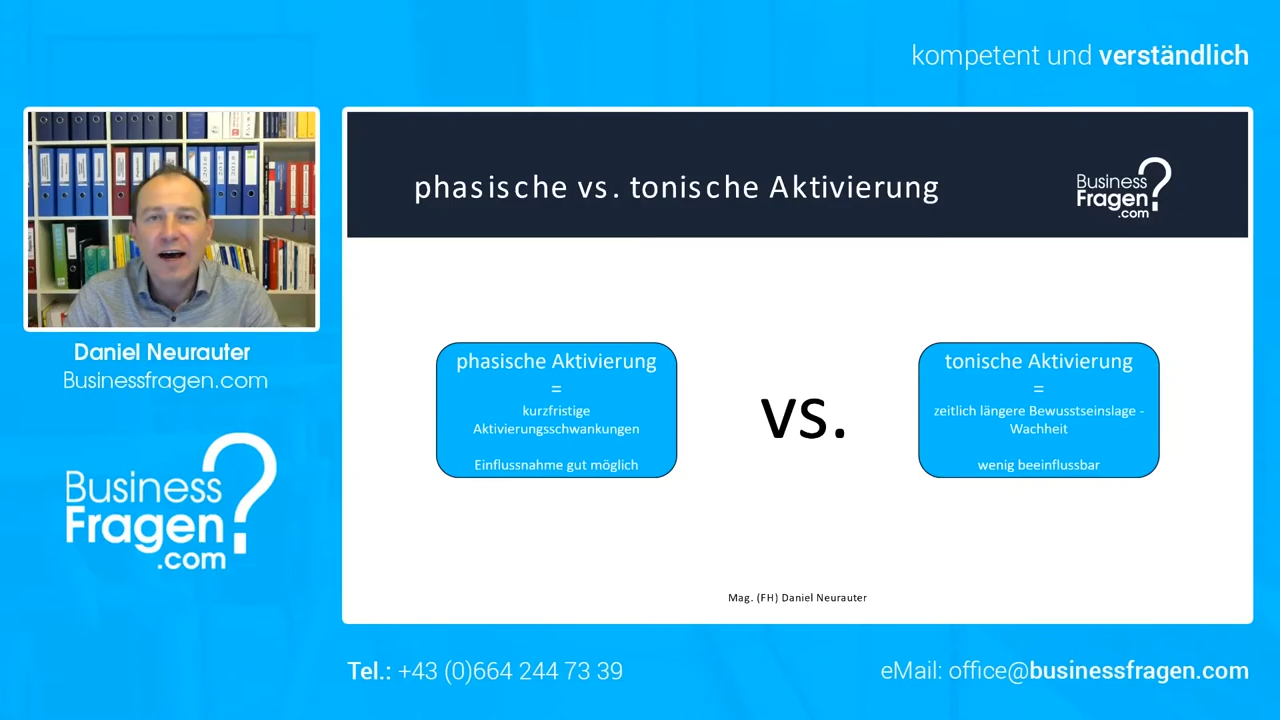 kompetent und verständlich
phasische vs. tonische Aktivierung
Business
Fragen?
.com
phasische Aktivierung
=
kurzfristige
Aktivierungsschwankungen
Einflussnahme gut möglich
vs.
tonische Aktivierung
=
zeitlich längere Bewusstseinslage -
Wachheit
wenig beeinflussbar
Mag. (FH) Daniel Neurauter
Daniel Neurauter
Businessfragen.com
Business
Fragen?
.com
Tel.: +43 (0)664 244 73 39
eMail: office@businessfragen.com